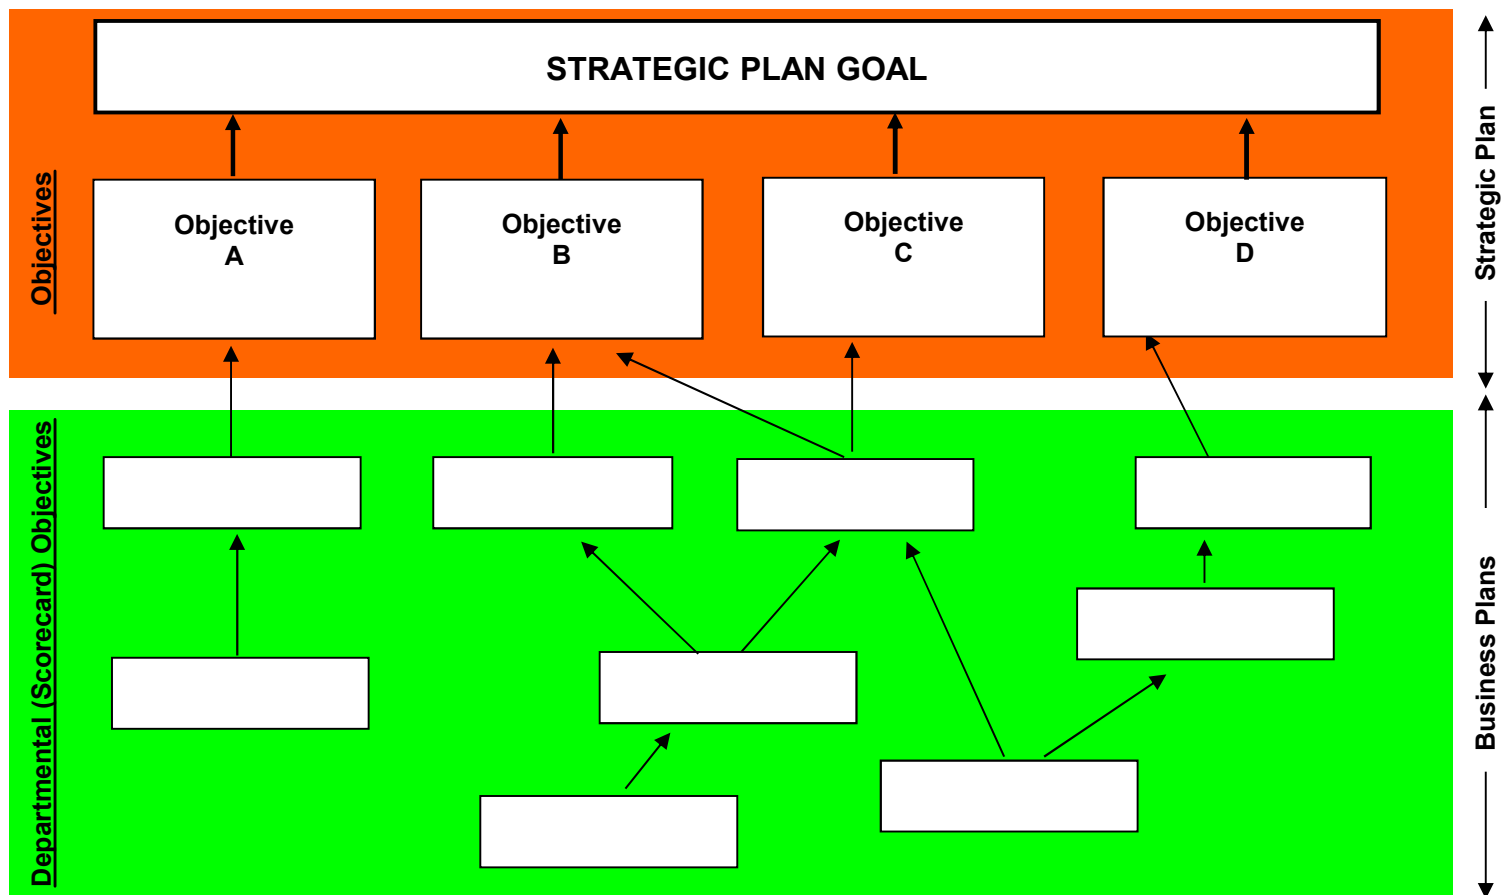 STRATEGIC PLAN GOAL
Objectives
Objective
A
Objective
B
Objective
C
Objective
D
Strategic Plan
Departmental (Scorecard) Objectives
Business Plans